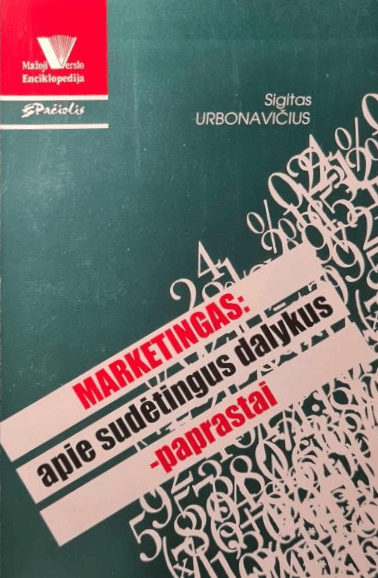 Mažoji Verslo
Enciklopedija
Pačiolis
Sigitas
URBONAVIČIUS
MARKETINGAS:
apie sudėtingus dalykus
-paprastai